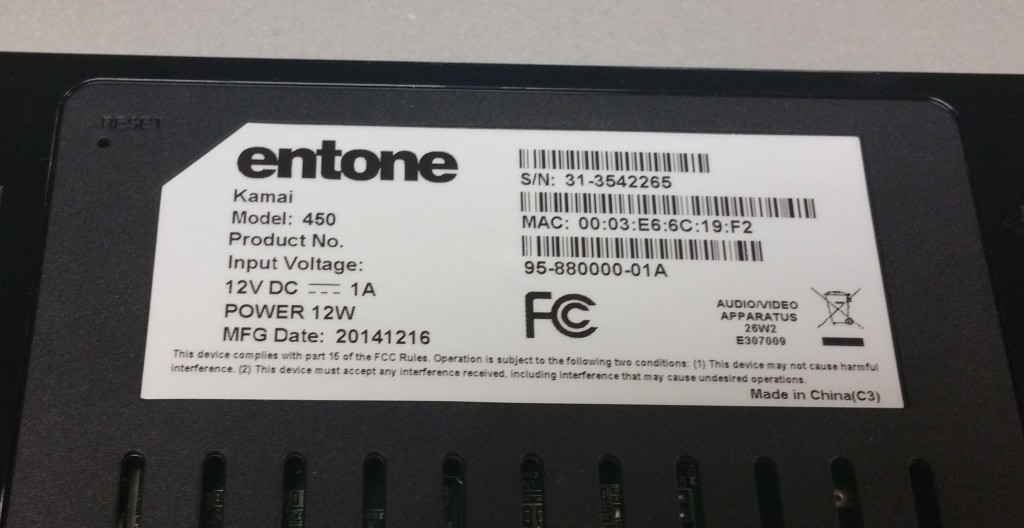 RESET
entone
Kamai
Model: 450
Product No.
Input Voltage:
12V DC ⎓ 1A
POWER 12W
MFG Date: 20141216
S/N: 31-3542265
MAC: 00:03:E6:6C:19:F2
95-880000-01A
FC
AUDIO/VIDEO
APPARATUS
26W2
E307009
This device complies with part 15 of the FCC Rules. Operation is subject to the following two conditions: (1) This device may not cause harmful
interference. (2) This device must accept any interference received, including interference that may cause undesired operations.
Made in China(C3)